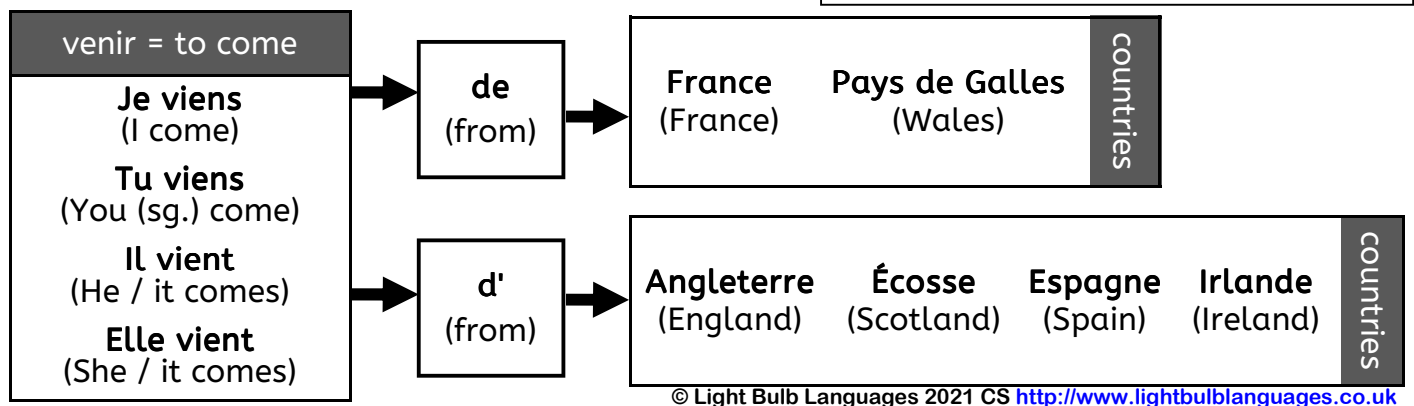 venir = to come
Je viens
(I come)
Tu viens
(You (sg.) come)
Il vient
(He / it comes)
Elle vient
(She / it comes)
de
(from)
France Pays de Galles
(France) (Wales)
countries
d'
(from)
Angleterre Écosse Espagne Irlande
(England) (Scotland) (Spain) (Ireland)
countries
© Light Bulb Languages 2021 CS http://www.lightbulblanguages.co.uk